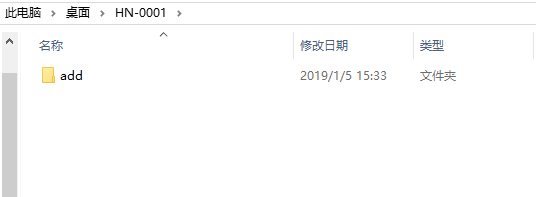 此电脑 > 桌面 > HN-0001 >
名称 修改日期 类型
add 2019/1/5 15:33 文件夹